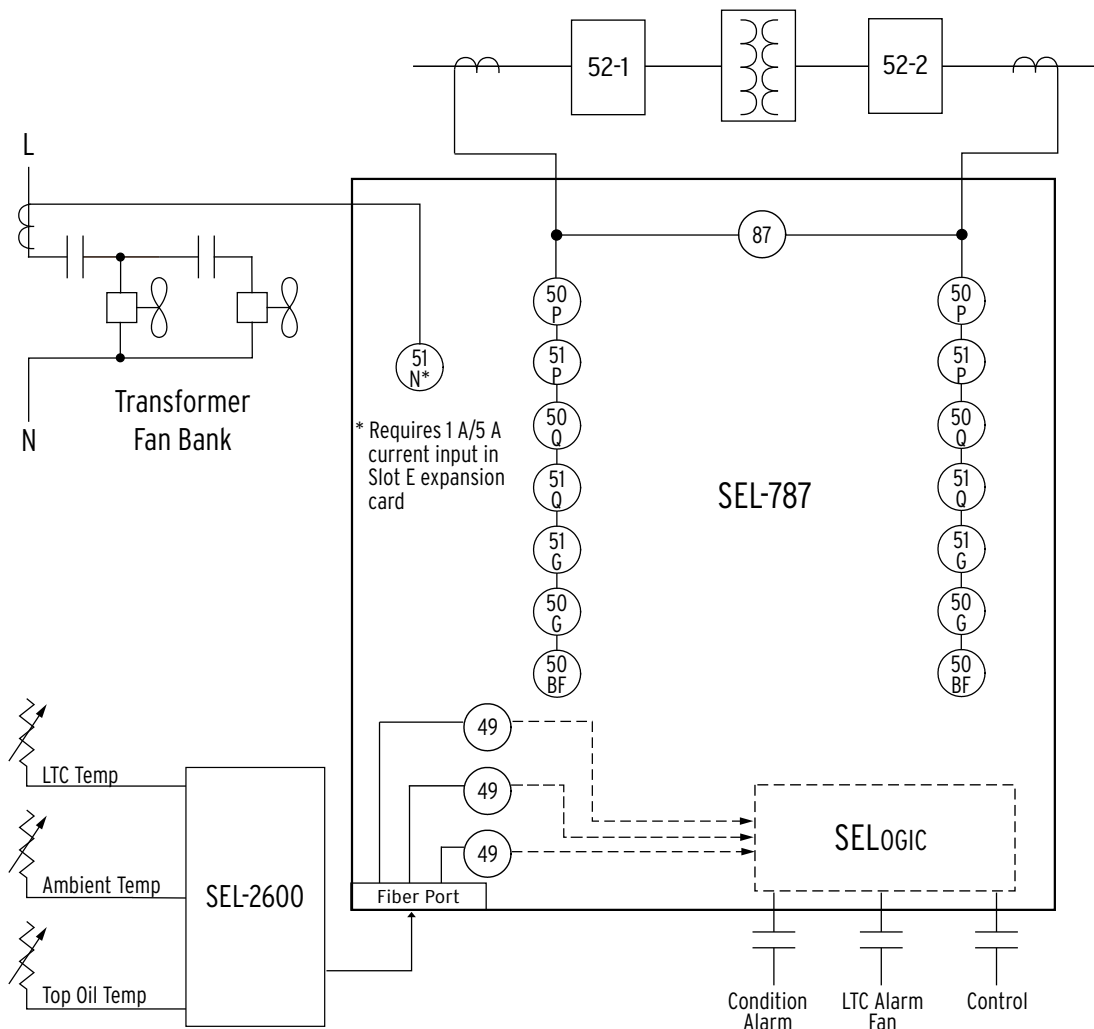 52-1
52-2
L
87
50
P
50
P
51
N*
51
P
51
P
Transformer
Fan Bank
N
* Requires 1 A/5 A
current input in
Slot E expansion
card
50
Q
50
Q
51
Q
51
Q
SEL-787
51
G
51
G
50
G
50
G
50
BF
50
BF
49
LTC Temp
49
49
SELOGIC
Ambient Temp
SEL-2600
Fiber Port
Top Oil Temp
Condition
Alarm
LTC Alarm
Fan
Control